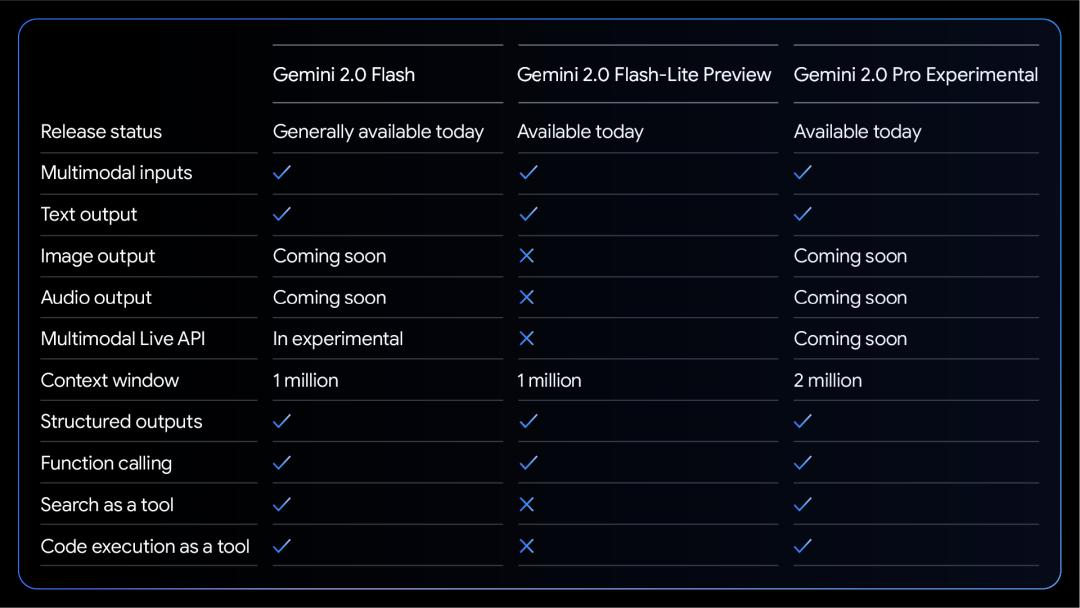 Gemini 2.0 Flash Gemini 2.0 Flash-Lite Preview Gemini 2.0 Pro Experimental
Release status Generally available today Available today Available today
Multimodal inputs ✓ ✓ ✓
Text output ✓ ✓ ✓
Image output Coming soon ✕ Coming soon
Audio output Coming soon ✕ Coming soon
Multimodal Live API In experimental ✕ Coming soon
Context window 1 million 1 million 2 million
Structured outputs ✓ ✓ ✓
Function calling ✓ ✓ ✓
Search as a tool ✓ ✕ ✓
Code execution as a tool ✓ ✕ ✓